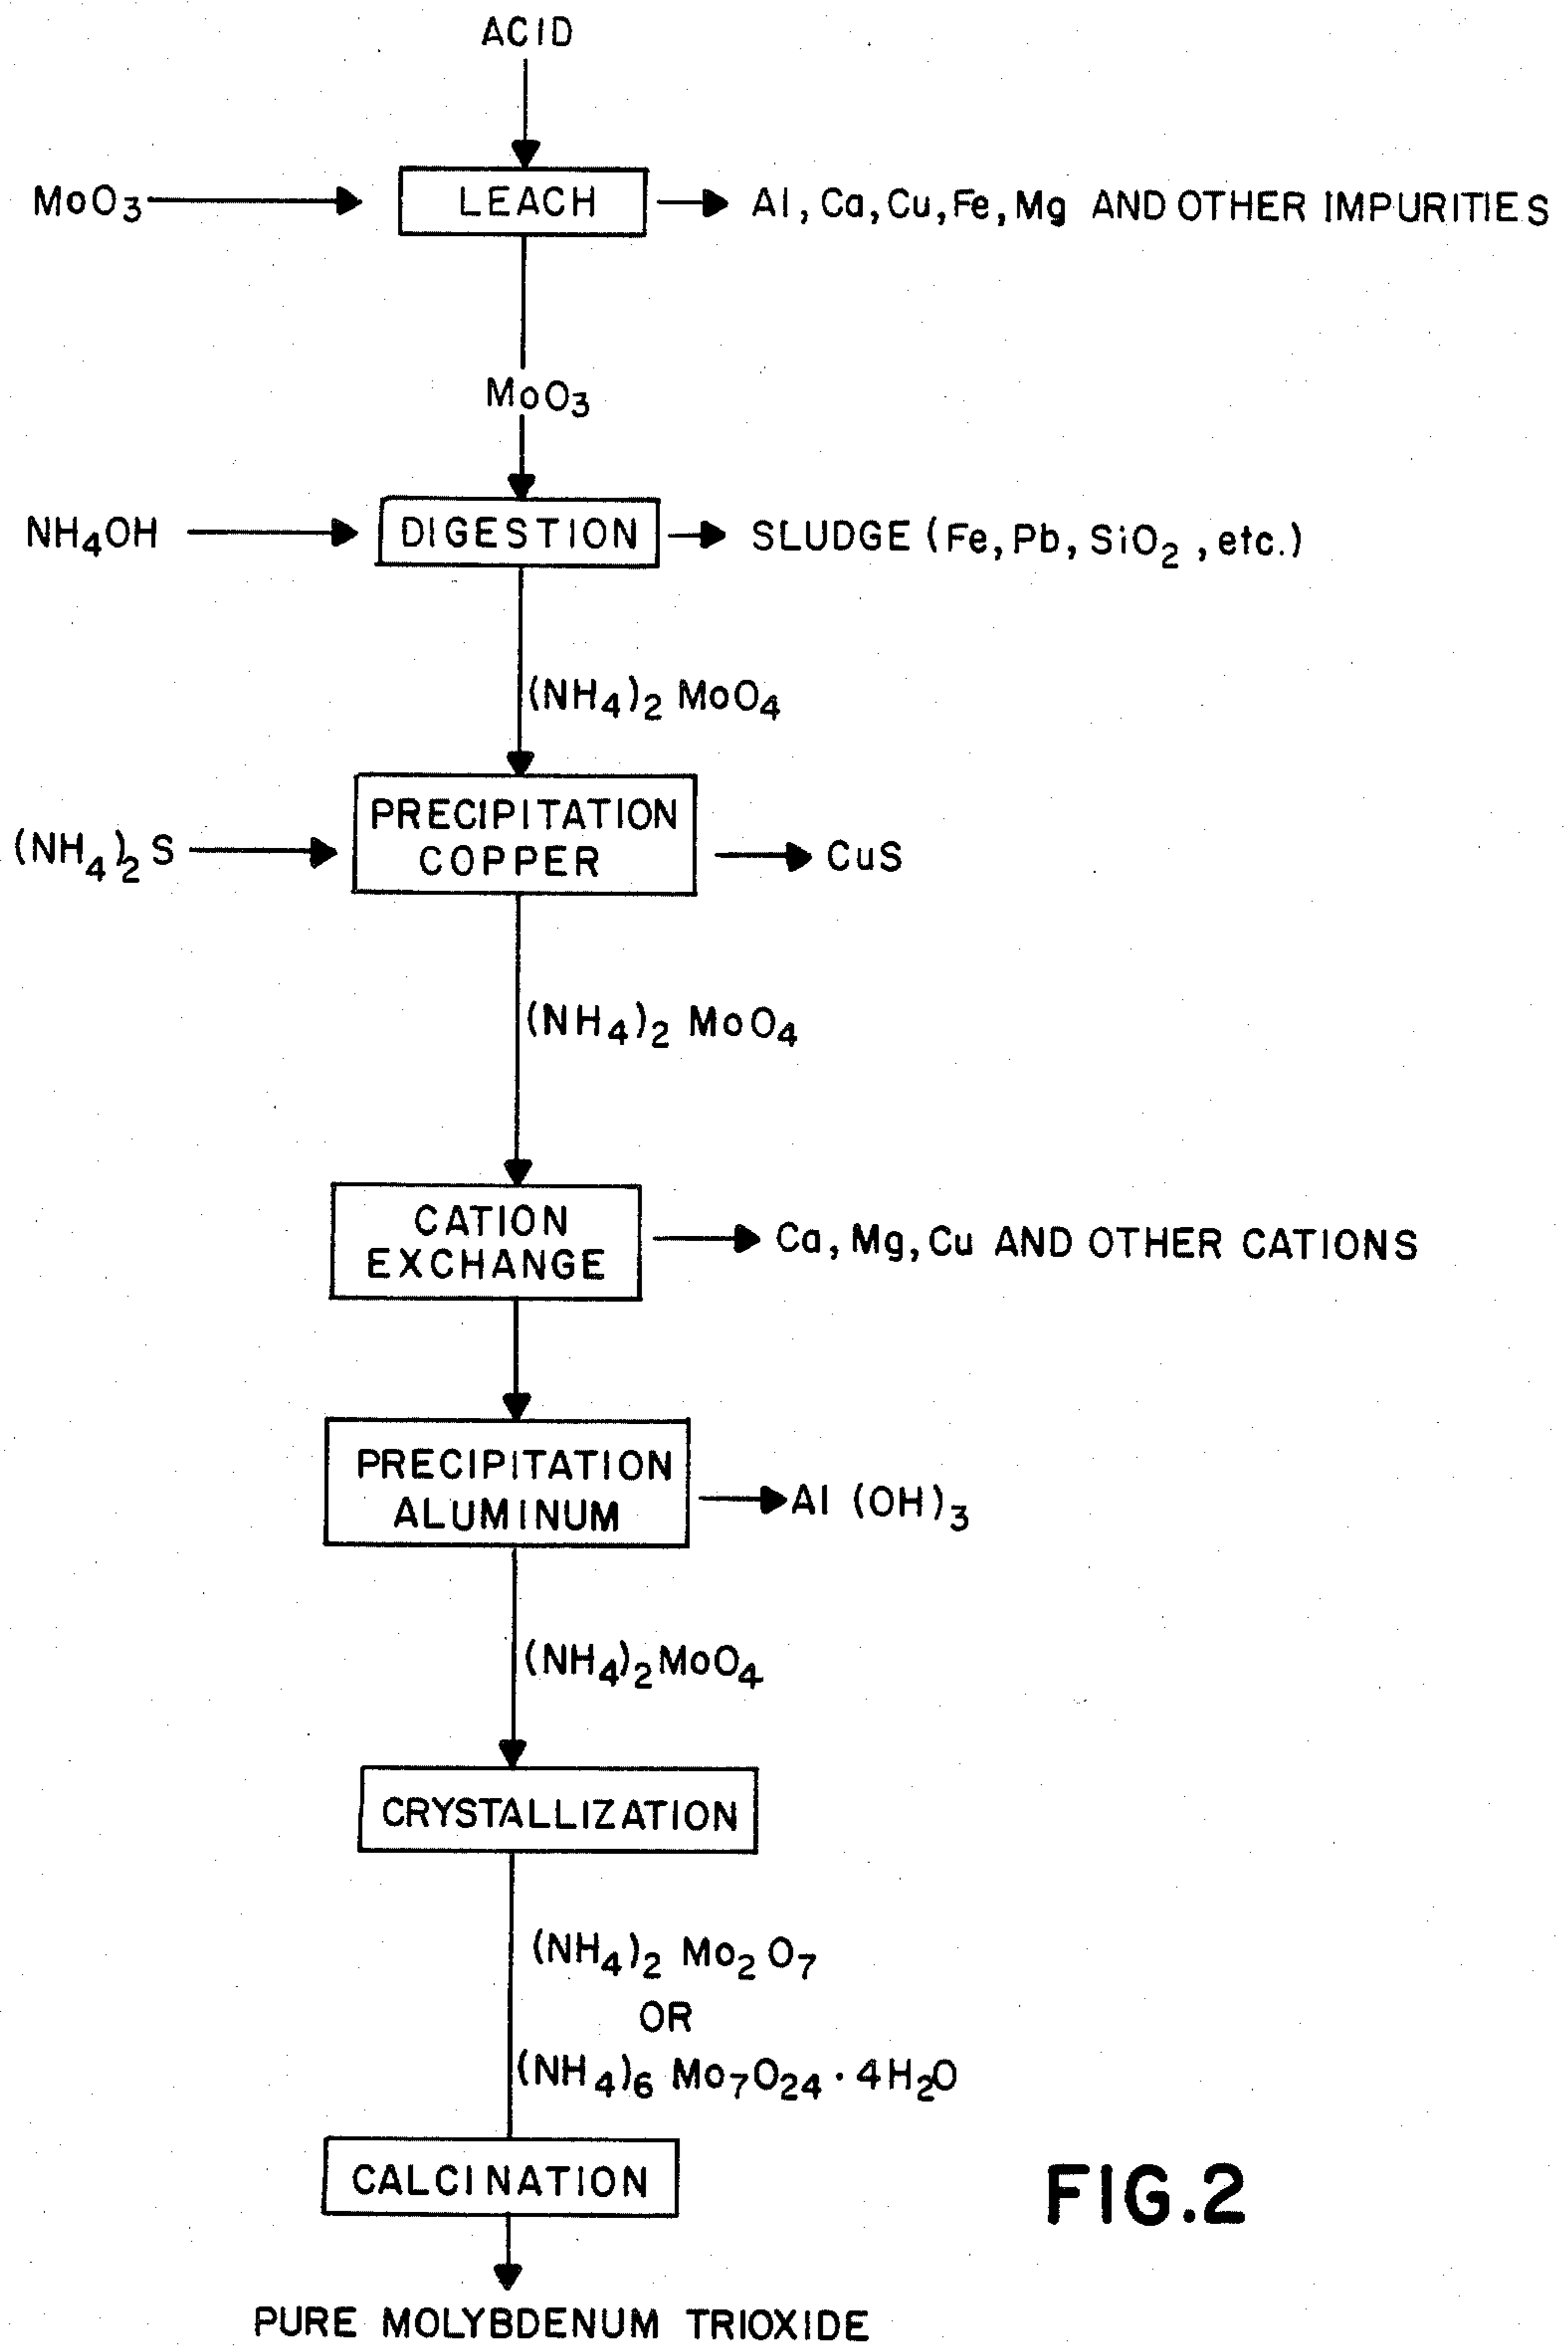 ACID
MoO3
LEACH
Al, Ca, Cu, Fe, Mg AND OTHER IMPURITIES
MoO3
NH4OH
DIGESTION
SLUDGE (Fe, Pb, SiO2, etc.)
(NH4)2 MoO4
(NH4)2 S
PRECIPITATION
COPPER
CuS
(NH4)2 MoO4
CATION
EXCHANGE
Ca, Mg, Cu AND OTHER CATIONS
PRECIPITATION
ALUMINUM
Al (OH)3
(NH4)2 MoO4
CRYSTALLIZATION
(NH4)2 Mo2 O7
OR
(NH4)6 Mo7O24 · 4H2O
CALCINATION
FIG.2
PURE MOLYBDENUM TRIOXIDE